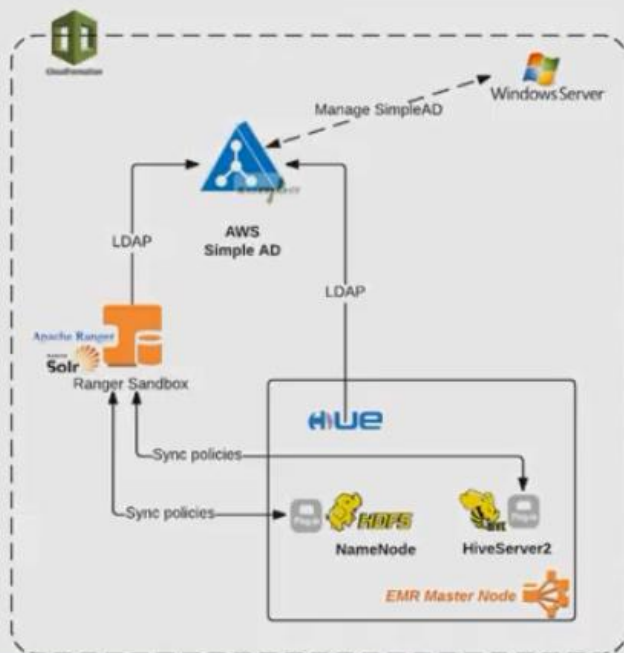 CloudFormation
Manage SimpleAD
Windows Server
AWS
Simple AD
LDAP
LDAP
Apache Ranger
Solr
Ranger Sandbox
HUE
Sync policies
Sync policies
HDFS
HIVE
NameNode
HiveServer2
EMR Master Node